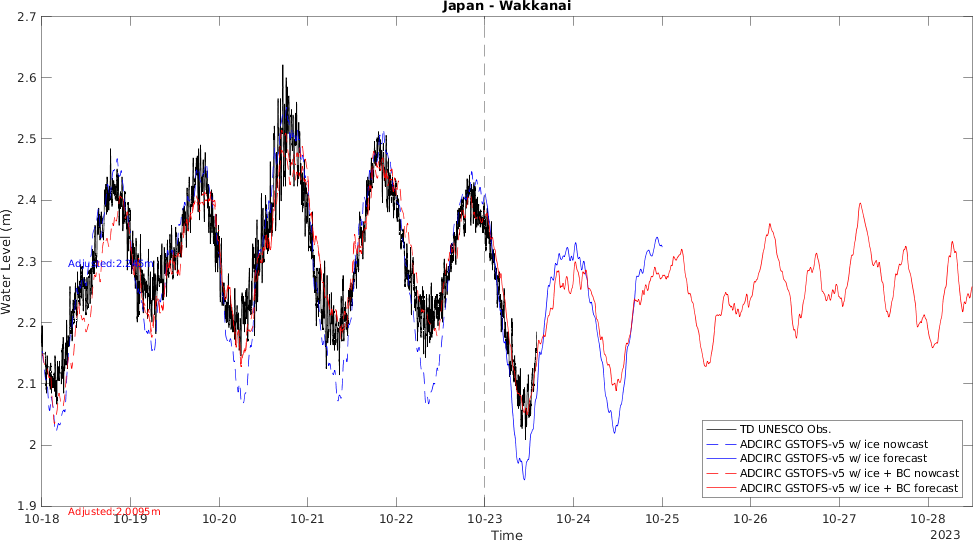 Japan - Wakkanai
Water Level (m)
2.7
2.6
2.5
2.4
2.3
2.2
2.1
2
1.9
Adjusted:
Adjusted:2.0095m
TD UNESCO Obs.
ADCIRC GSTOFS-v5 w/ ice nowcast
ADCIRC GSTOFS-v5 w/ ice forecast
ADCIRC GSTOFS-v5 w/ ice + BC nowcast
ADCIRC GSTOFS-v5 w/ ice + BC forecast
10-18 10-19 10-20 10-21 10-22 10-23 10-24 10-25 10-26 10-27 10-28
2023
Time